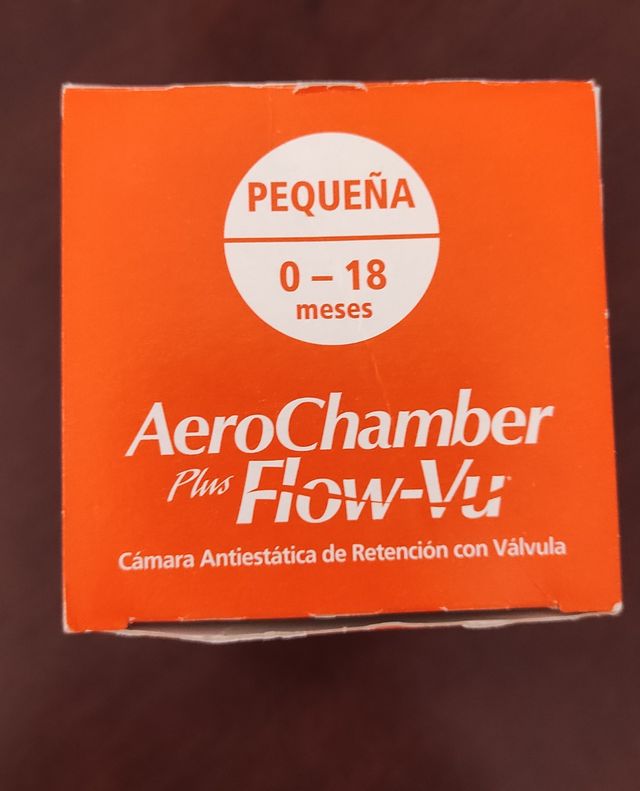 PEQUEÑA
0 – 18
meses
AeroChamber
Plus Flow-Vu
Cámara Antiestática de Retención con Válvula